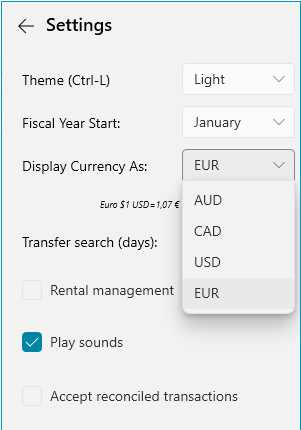 Settings
Theme (Ctrl-L) Light
Fiscal Year Start: January
Display Currency As: EUR
AUD
Euro $1 USD=1,07 €
CAD
Transfer search (days):
USD
Rental management EUR
Play sounds
Accept reconciled transactions